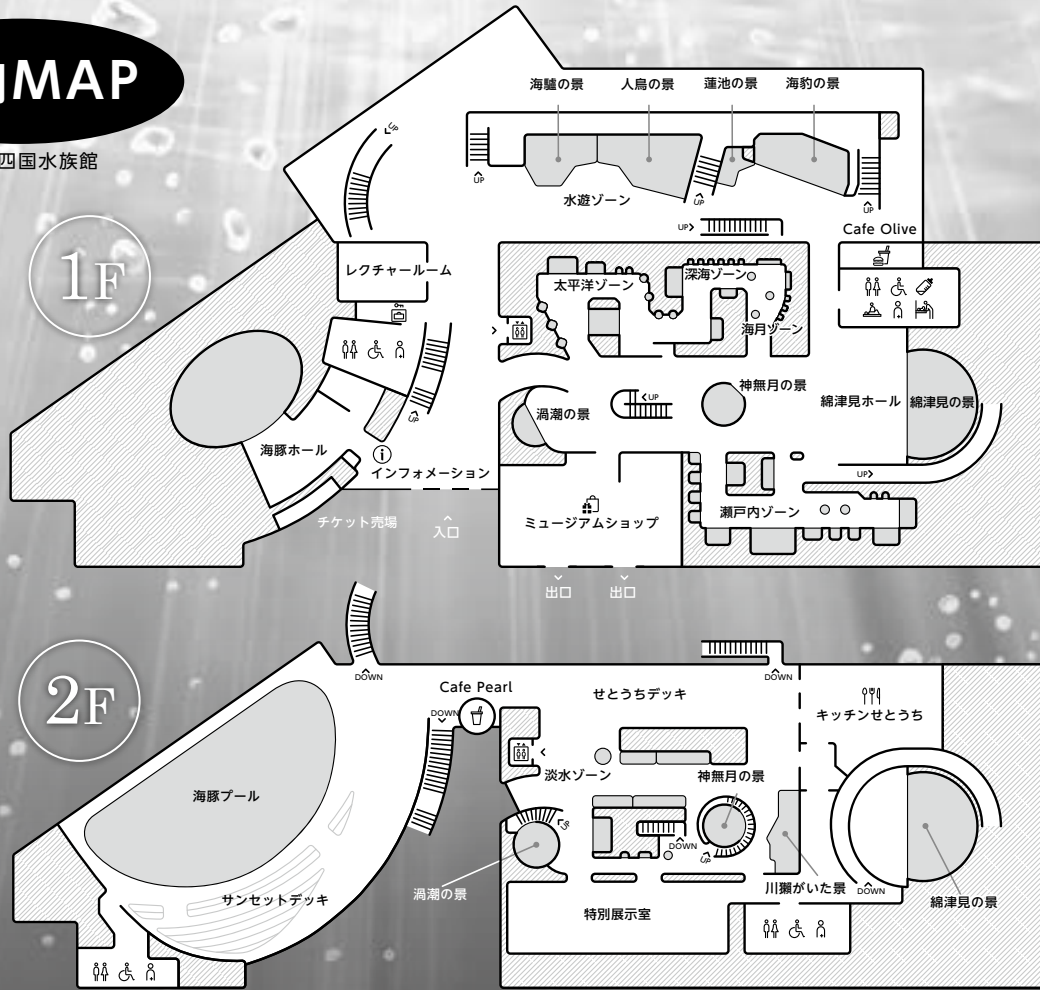 MAP
四国水族館
1F
海驢の景
人鳥の景
蓮池の景
海豹の景
UP
UP
UP
UP
水遊ゾーン
UP
Cafe Olive
レクチャールーム
太平洋ゾーン
深海ゾーン
海月ゾーン
UP
神無月の景
渦潮の景
綿津見ホール
綿津見の景
UP
海豚ホール
インフォメーション
UP
チケット売場
入口
ミュージアムショップ
瀬戸内ゾーン
出口
出口
2F
DOWN
DOWN
Cafe Pearl
DOWN
せとうちデッキ
キッチンせとうち
淡水ゾーン
神無月の景
海豚プール
UP
DOWN
UP
サンセットデッキ
渦潮の景
特別展示室
川獺がいた景
DOWN
綿津見の景